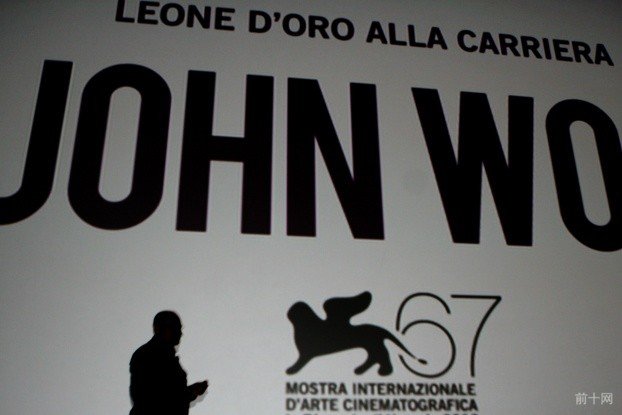 LEONE D'ORO ALLA CARRIERA
JOHN WO
67
MOSTRA INTERNAZIONALE
D'ARTE CINEMATOGRAFICA
前十网